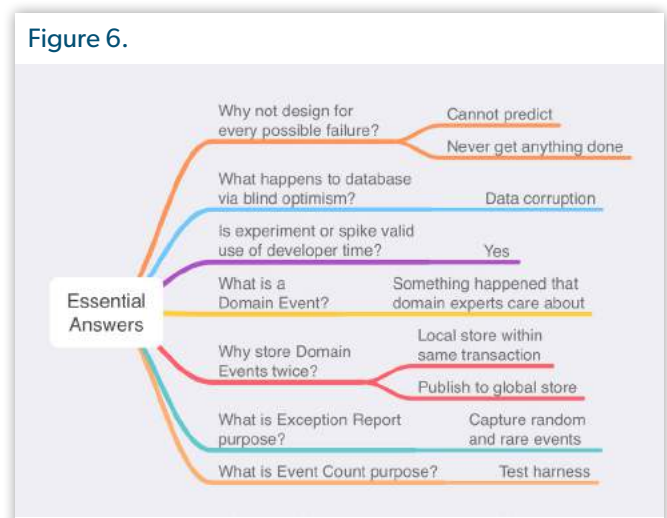 Figure 6.
Why not design for
every possible failure?
Cannot predict
Never get anything done
What happens to database
via blind optimism?
Data corruption
Is experiment or spike valid
use of developer time?
Yes
Essential
Answers
What is a
Domain Event?
Something happened that
domain experts care about
Why store Domain
Events twice?
Local store within
same transaction
Publish to global store
What is Exception Report
purpose?
Capture random
and rare events
What is Event Count purpose?
Test harness